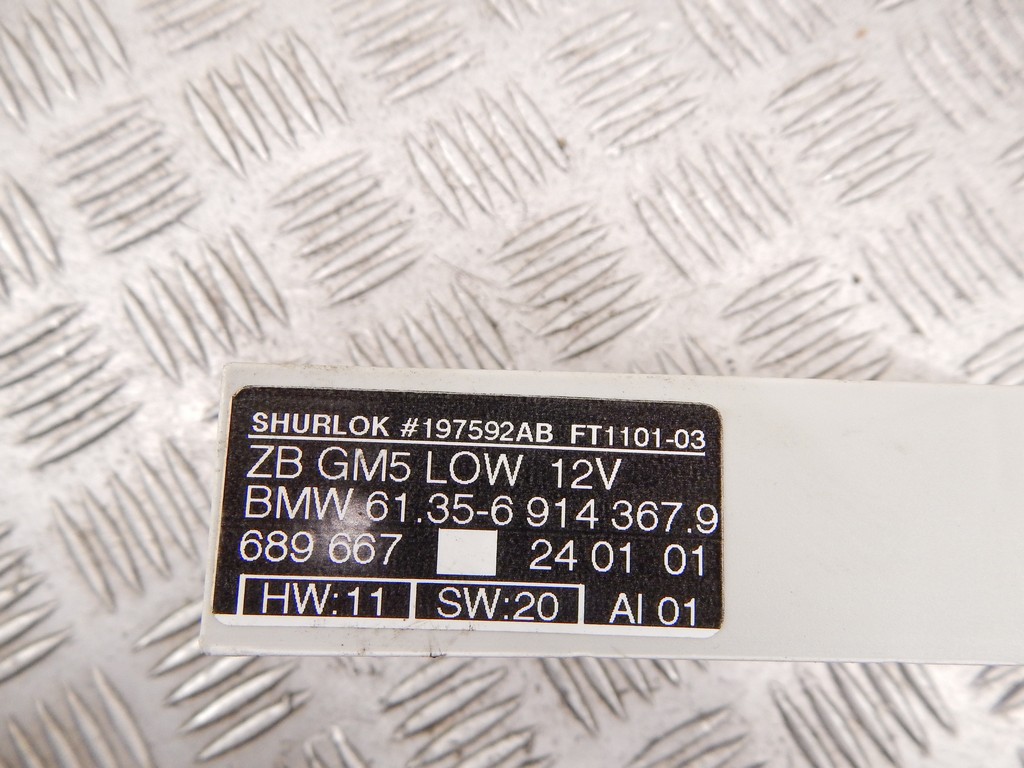 SHURLOK #197592AB FT1101-03
ZB GM5 LOW 12V
BMW 61.35-6 914 367.9
689 667 24 01 01
HW:11 SW:20 AI 01